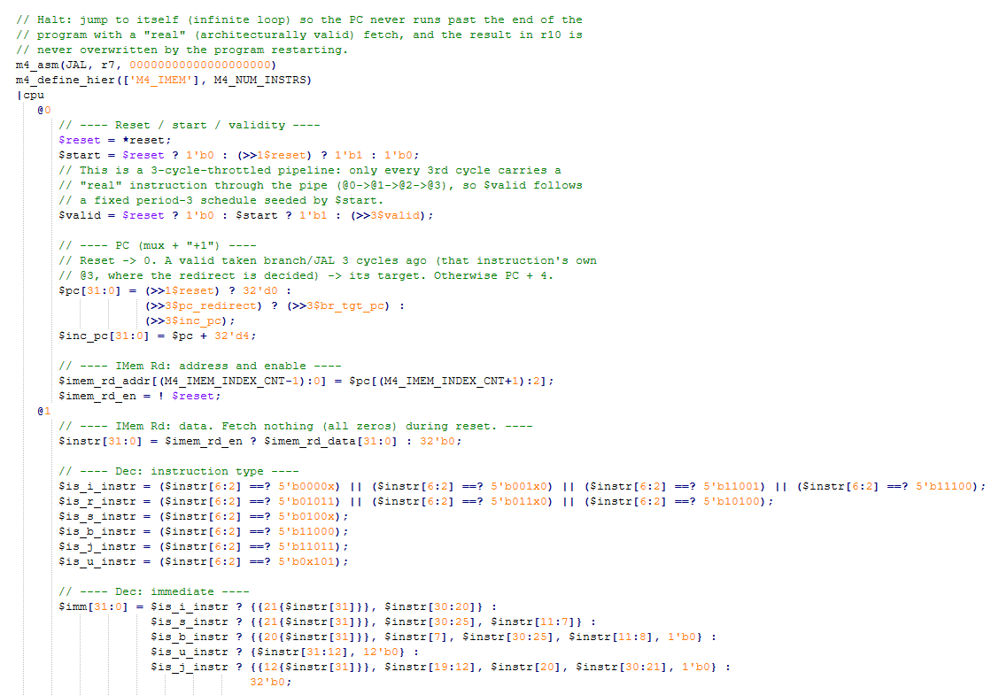 // Halt: jump to itself (infinite loop) so the PC never runs past the end of the
// program with a "real" (architecturally valid) fetch, and the result in r10 is
// never overwritten by the program restarting.
m4_asm(JAL, r7, 00000000000000000000)
m4_define_hier(['M4_IMEM'], M4_NUM_INSTRS)
|cpu
@0
// ---- Reset / start / validity ----
$reset = *reset;
$start = $reset ? 1'b0 : (>>1$reset) ? 1'b1 : 1'b0;
// This is a 3-cycle-throttled pipeline: only every 3rd cycle carries a
// "real" instruction through the pipe (@0->@1->@2->@3), so $valid follows
// a fixed period-3 schedule seeded by $start.
$valid = $reset ? 1'b0 : $start ? 1'b1 : (>>3$valid);
// ---- PC (mux + "+1") ----
// Reset -> 0. A valid taken branch/JAL 3 cycles ago (that instruction's own
// @3, where the redirect is decided) -> its target. Otherwise PC + 4.
$pc[31:0] = (>>1$reset) ? 32'd0 :
(>>3$pc_redirect) ? (>>3$br_tgt_pc) :
(>>3$inc_pc);
$inc_pc[31:0] = $pc + 32'd4;
// ---- IMem Rd: address and enable ----
$imem_rd_addr[(M4_IMEM_INDEX_CNT-1):0] = $pc[(M4_IMEM_INDEX_CNT+1):2];
$imem_rd_en = ! $reset;
@1
// ---- IMem Rd: data. Fetch nothing (all zeros) during reset. ----
$instr[31:0] = $imem_rd_en ? $imem_rd_data[31:0] : 32'b0;
// ---- Dec: instruction type ----
$is_i_instr = ($instr[6:2] ==? 5'b0000x) || ($instr[6:2] ==? 5'b001x0) || ($instr[6:2] ==? 5'b11001) || ($instr[6:2] ==? 5'b11100);
$is_r_instr = ($instr[6:2] ==? 5'b01011) || ($instr[6:2] ==? 5'b011x0) || ($instr[6:2] ==? 5'b10100);
$is_s_instr = ($instr[6:2] ==? 5'b0100x);
$is_b_instr = ($instr[6:2] ==? 5'b11000);
$is_j_instr = ($instr[6:2] ==? 5'b11011);
$is_u_instr = ($instr[6:2] ==? 5'b0x101);
// ---- Dec: immediate ----
$imm[31:0] = $is_i_instr ? {{21{$instr[31]}}, $instr[30:20]} :
$is_s_instr ? {{21{$instr[31]}}, $instr[30:25], $instr[11:7]} :
$is_b_instr ? {{20{$instr[31]}}, $instr[7], $instr[30:25], $instr[11:8], 1'b0} :
$is_u_instr ? {$instr[31:12], 12'b0} :
$is_j_instr ? {{12{$instr[31]}}, $instr[19:12], $instr[20], $instr[30:21], 1'b0} :
32'b0;